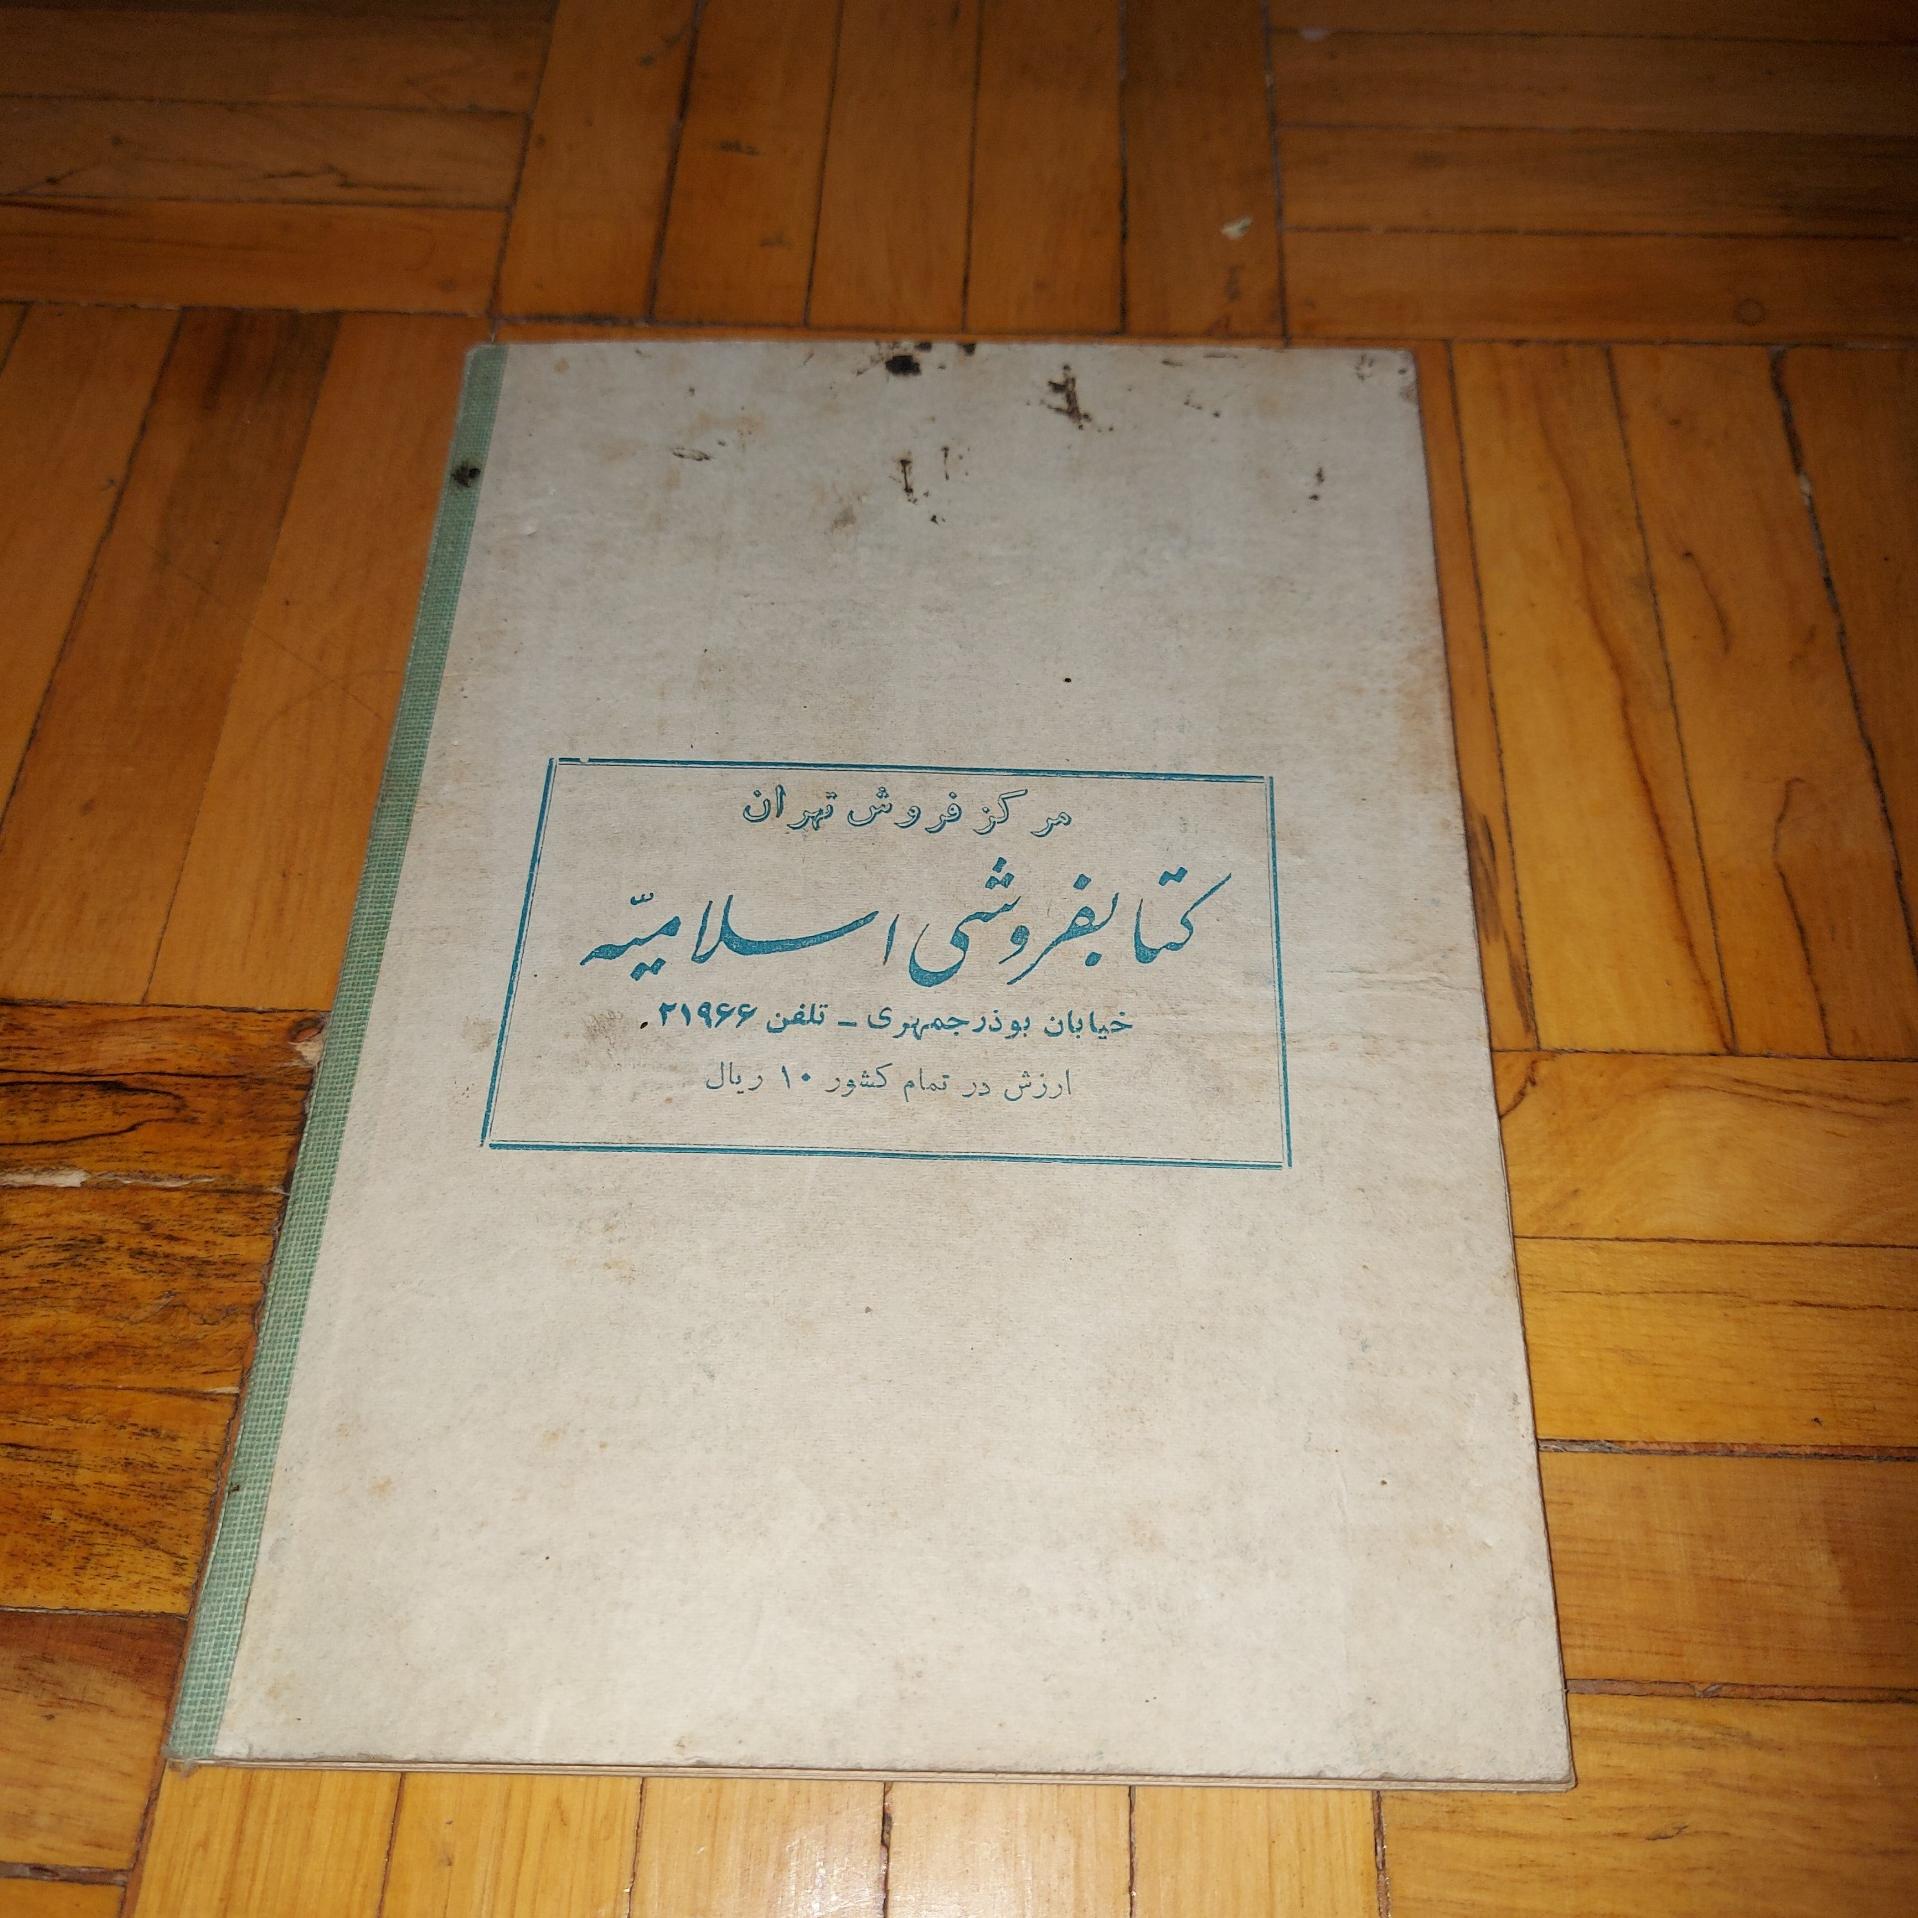 مرکز فروش تهران
کتابفروشی اسلامیّه
خیابان بوذرجمهری ـ تلفن ۲۱۹۶۶.
ارزش در تمام کشور ۱۰ ریال